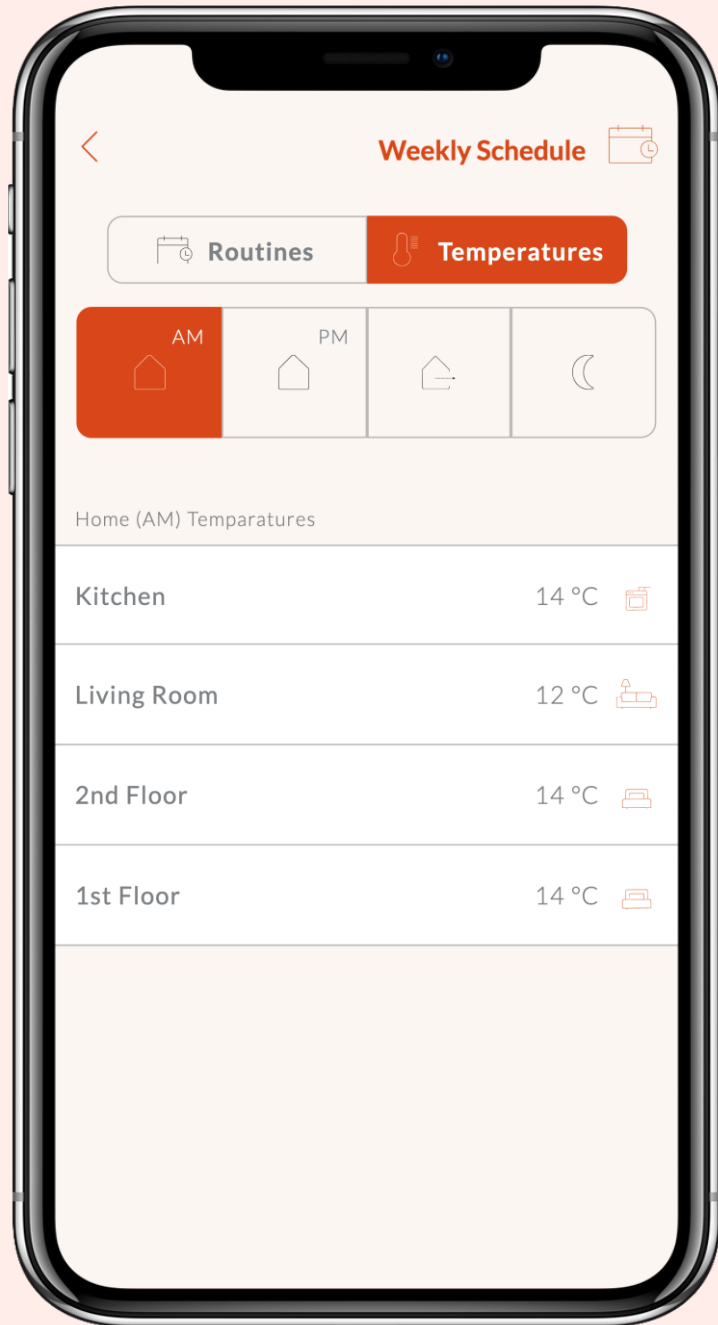 Weekly Schedule
Routines Temperatures
AM PM
Home (AM) Temparatures
Kitchen 14 °C
Living Room 12 °C
2nd Floor 14 °C
1st Floor 14 °C